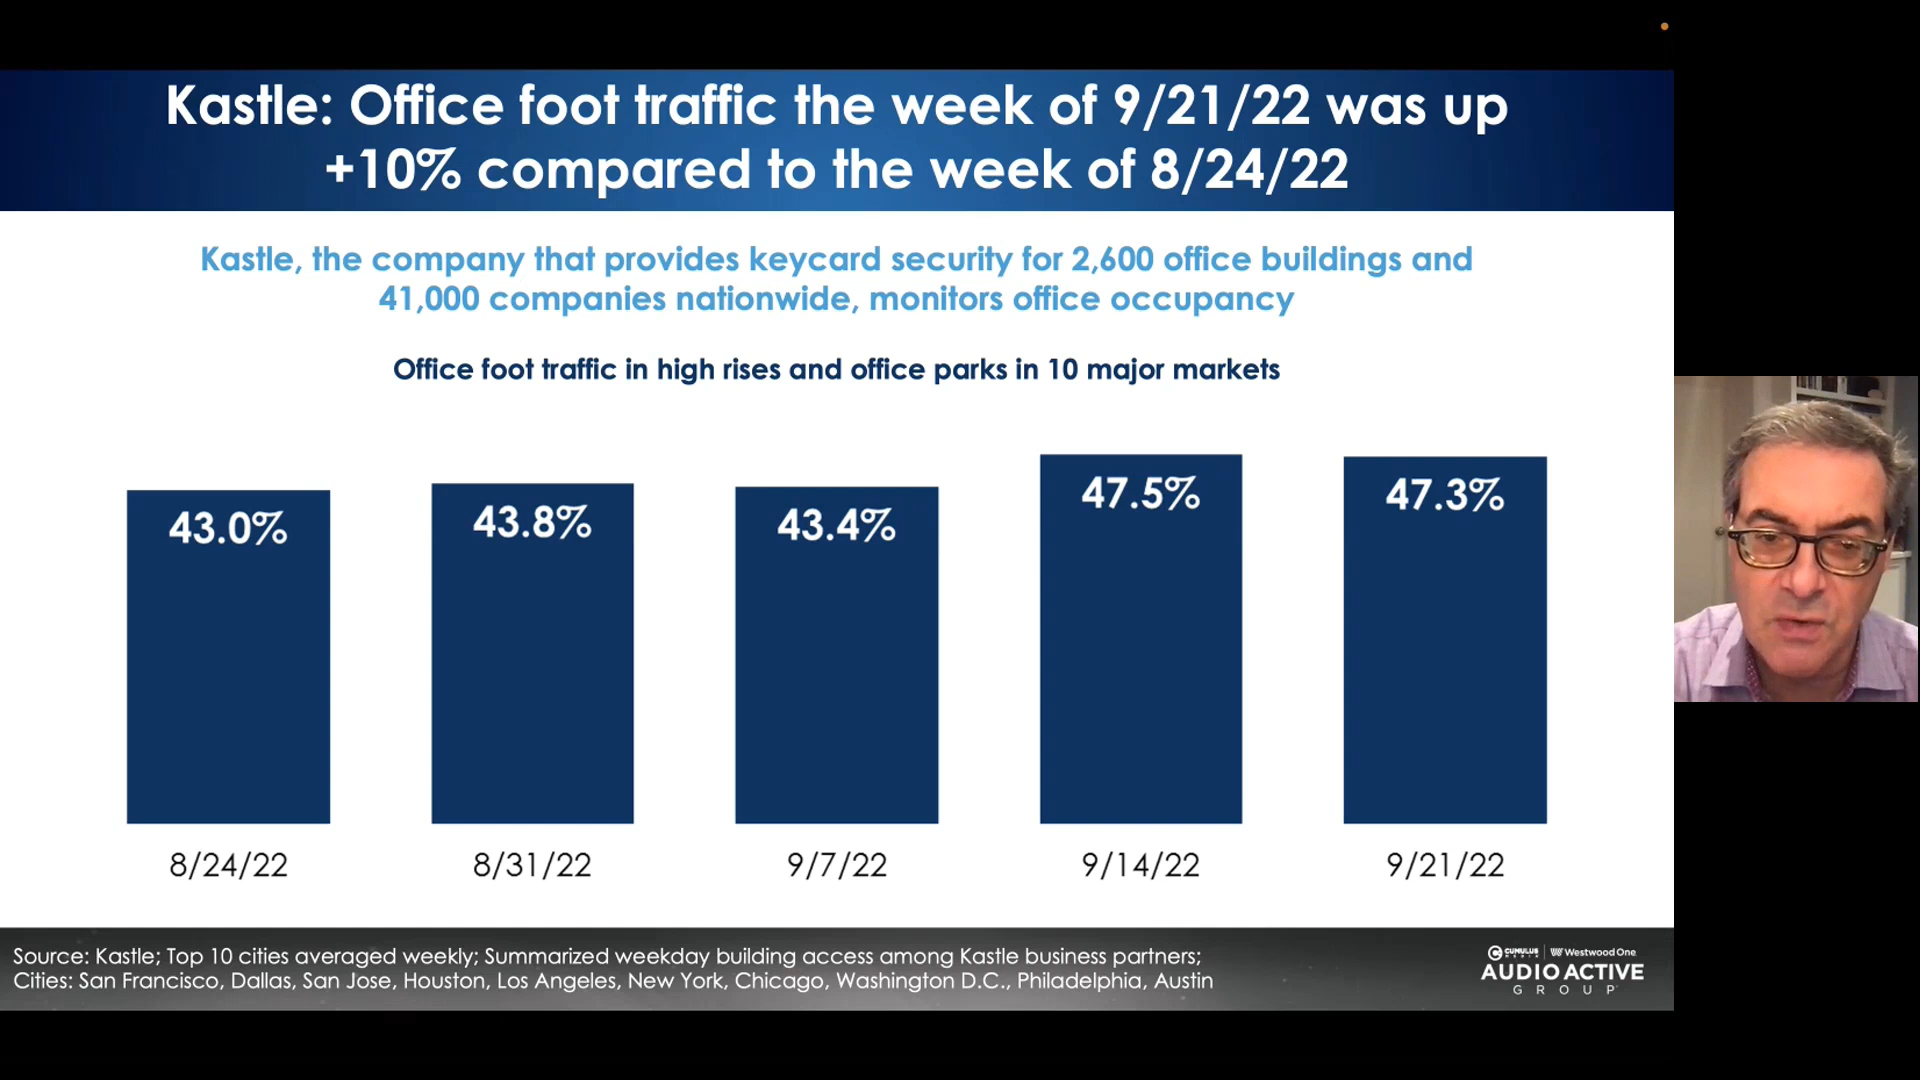 Kastle: Office foot traffic the week of 9/21/22 was up
+10% compared to the week of 8/24/22
Kastle, the company that provides keycard security for 2,600 office buildings and
41,000 companies nationwide, monitors office occupancy
Office foot traffic in high rises and office parks in 10 major markets
43.0%
43.8%
43.4%
47.5%
47.3%
8/24/22
8/31/22
9/7/22
9/14/22
9/21/22
Source: Kastle; Top 10 cities averaged weekly; Summarized weekday building access among Kastle business partners;
Cities: San Francisco, Dallas, San Jose, Houston, Los Angeles, New York, Chicago, Washington D.C., Philadelphia, Austin
CUMULUS MEDIA | Westwood One
AUDIO ACTIVE
GROUP